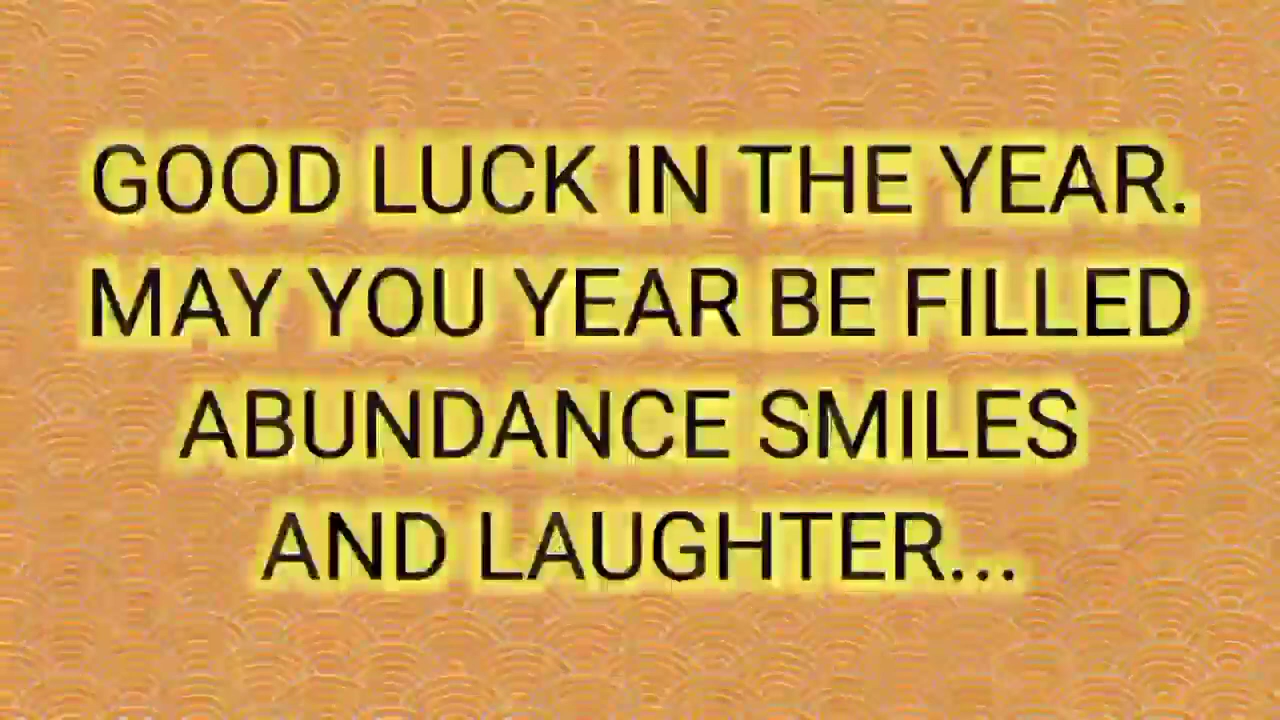 GOOD LUCK IN THE YEAR.
MAY YOU YEAR BE FILLED
ABUNDANCE SMILES
AND LAUGHTER...